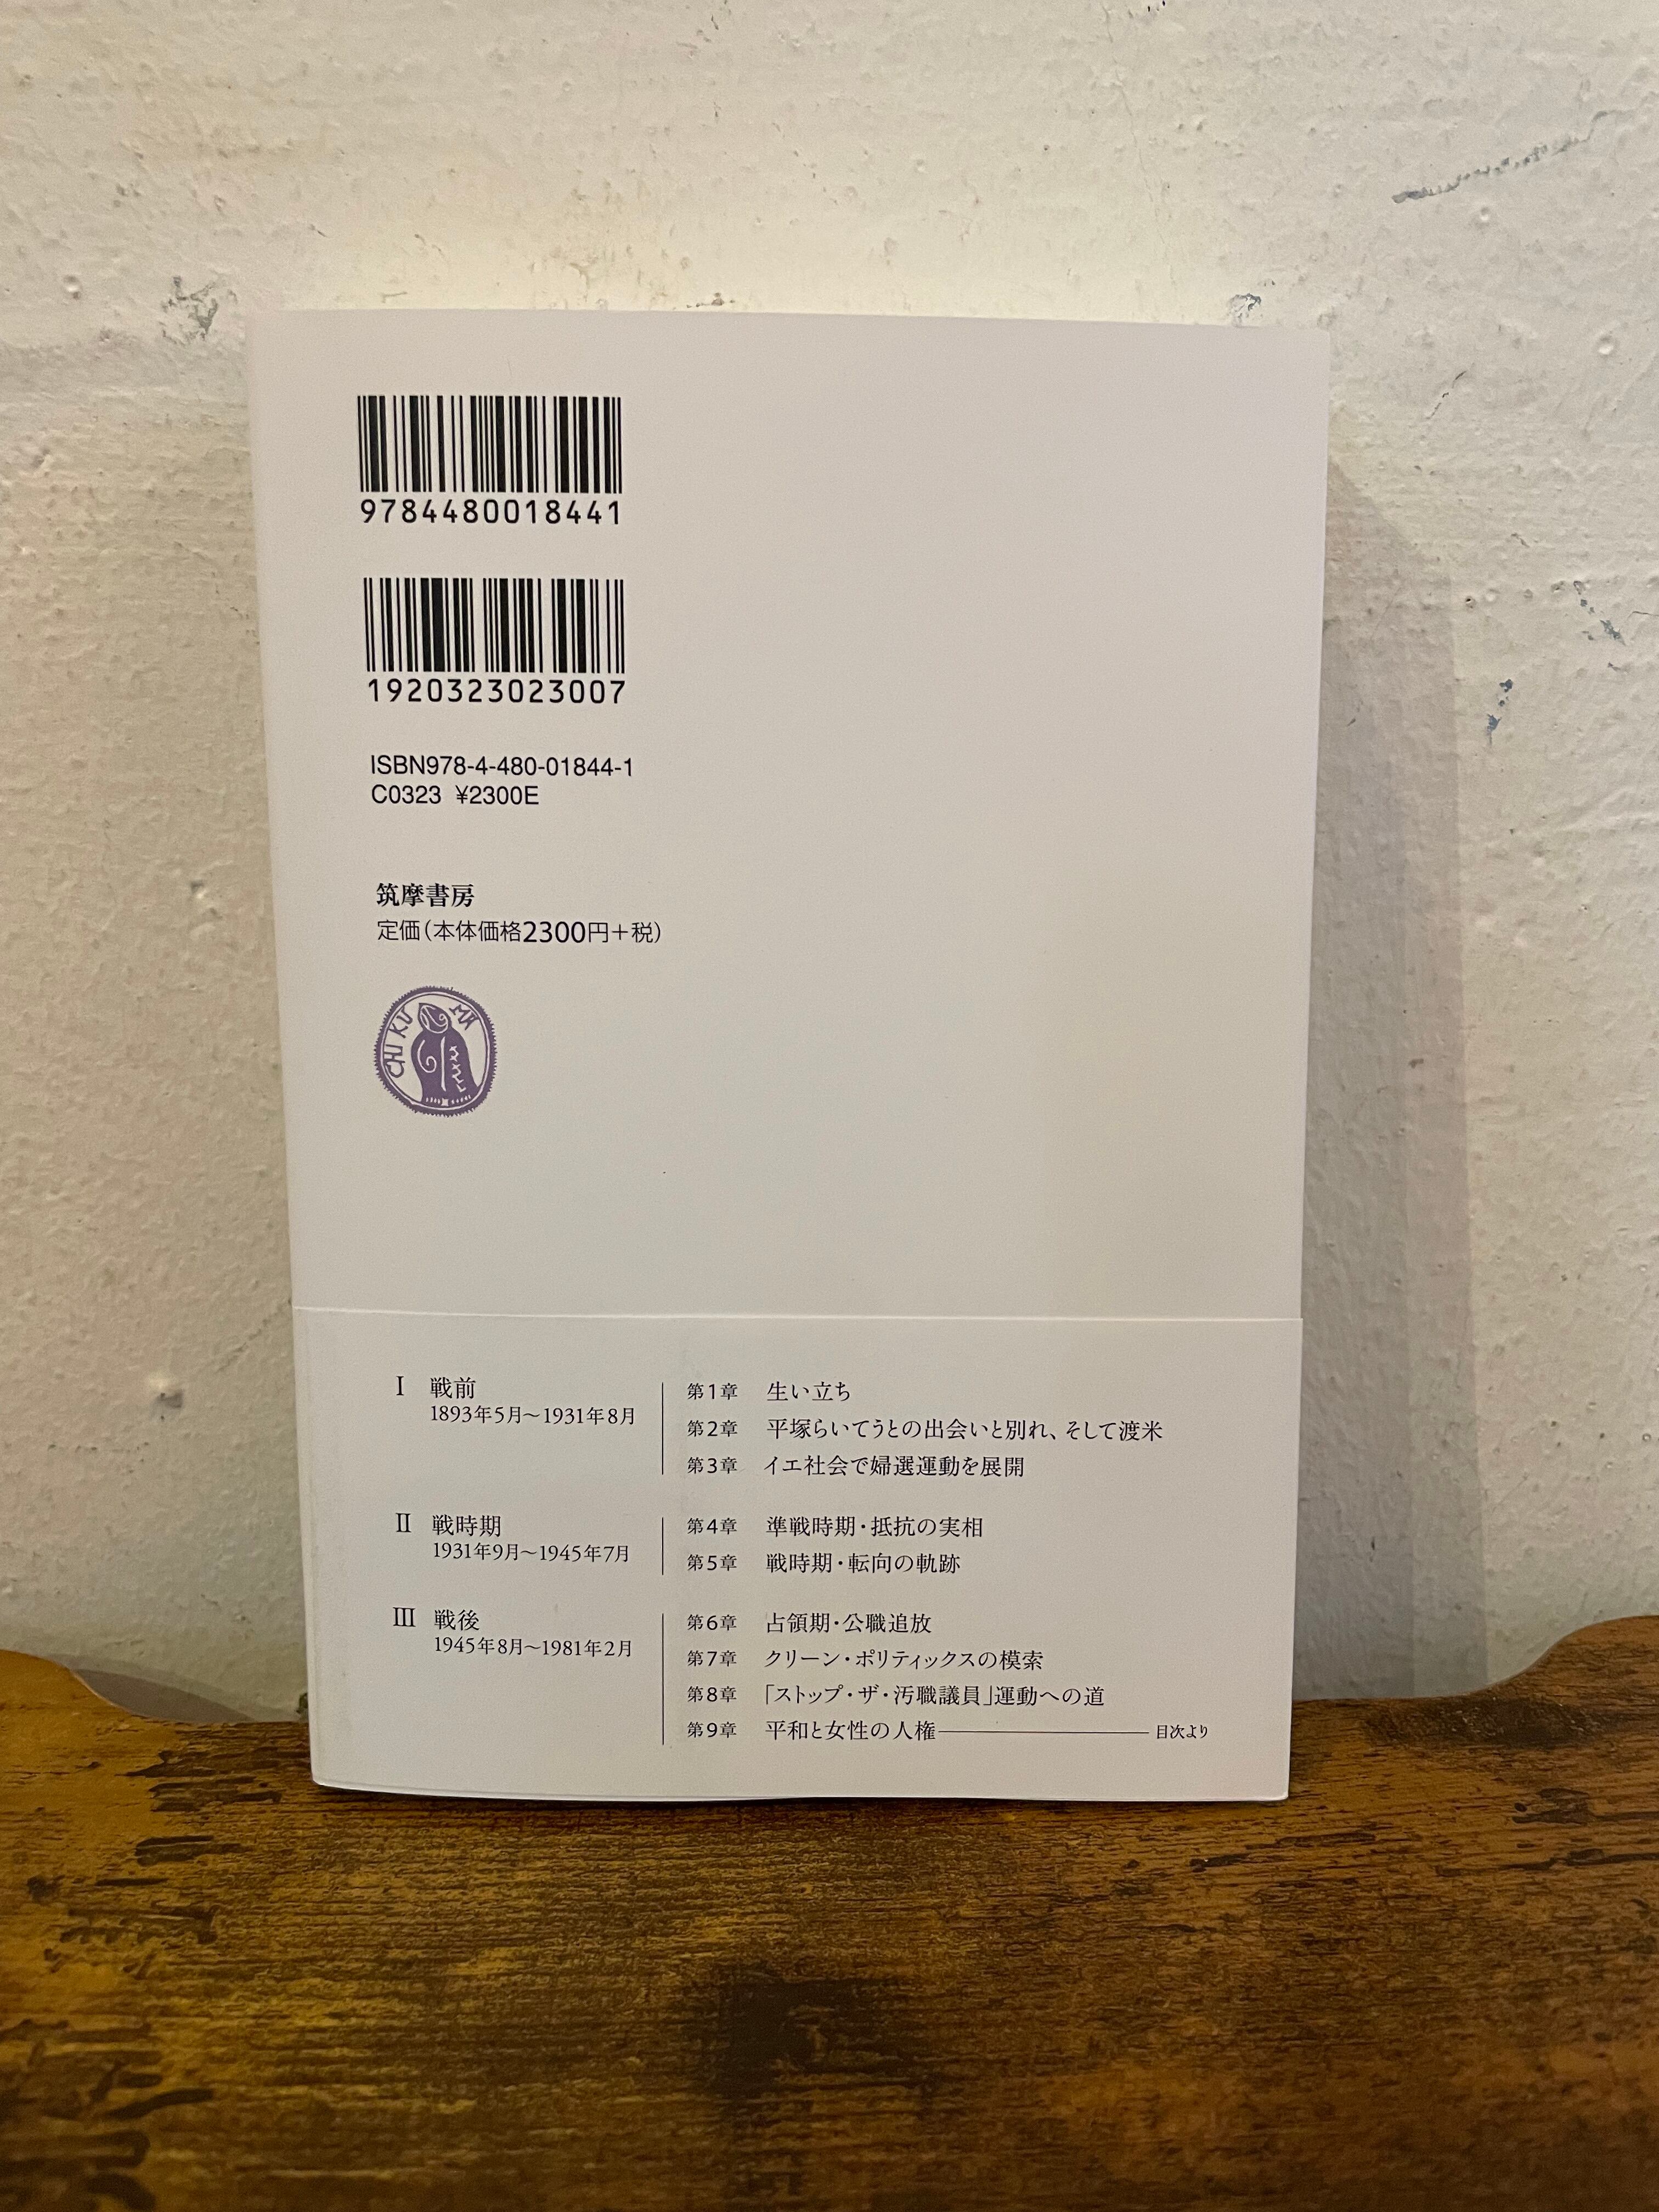 9784480018441
1920323023007
ISBN978-4-480-01844-1
C0323 ¥2300E
筑摩書房
定価(本体価格2300円+税)
CHIKUMA
I 戦前
1893年5月〜1931年8月
第1章 生い立ち
第2章 平塚らいてうとの出会いと別れ、そして渡米
第3章 イエ社会で婦選運動を展開
II 戦時期
1931年9月〜1945年7月
第4章 準戦時期・抵抗の実相
第5章 戦時期・転向の軌跡
III 戦後
1945年8月〜1981年2月
第6章 占領期・公職追放
第7章 クリーン・ポリティックスの模索
第8章 「ストップ・ザ・汚職議員」運動への道
第9章 平和と女性の人権――目次より